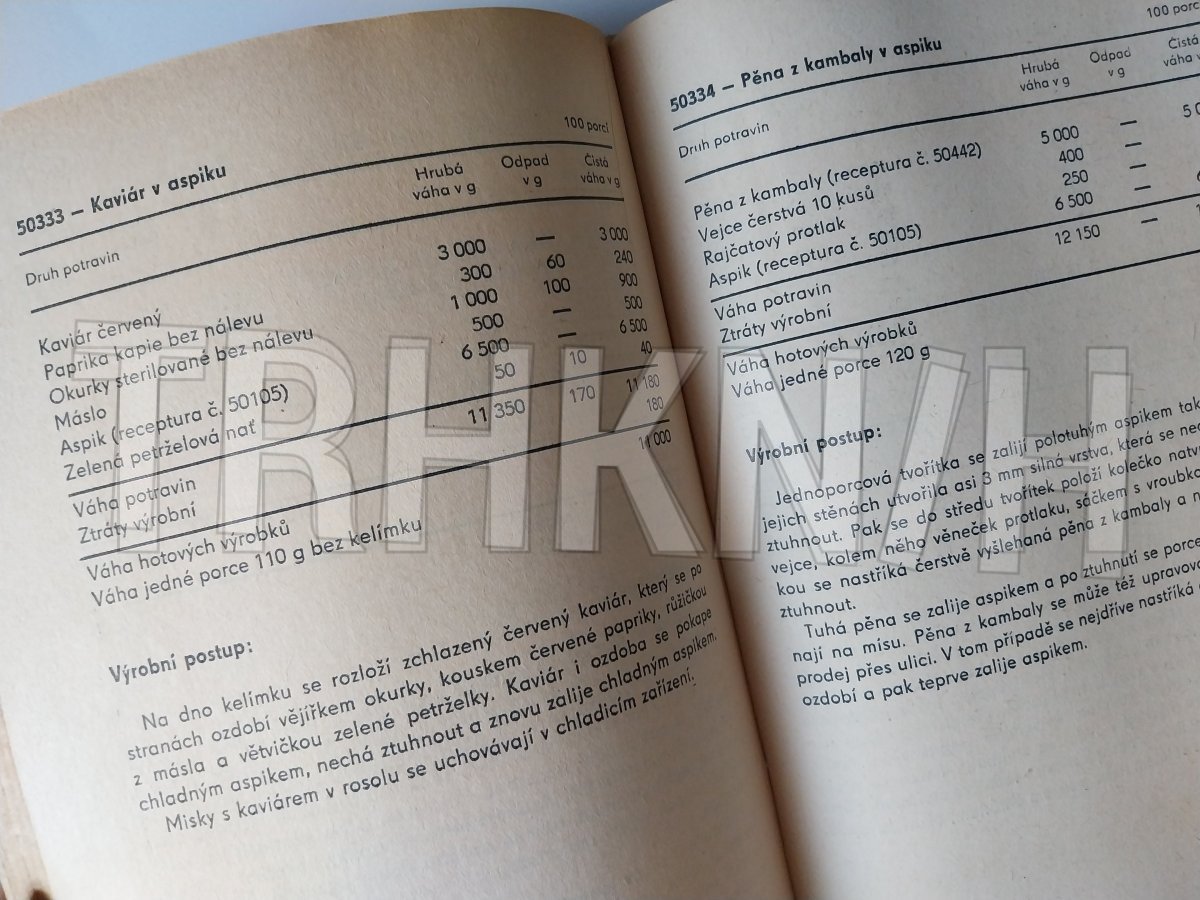 100 porcí
50333 — Kaviár v aspiku
Druh potravin Hrubá váha v g Odpad v g Čistá váha v g
Kaviár červený 3 000 — 3 000
Paprika kapie bez nálevu 300 60 240
Okurky sterilované bez nálevu 1 000 100 900
Máslo 500 — 500
Aspik (receptura č. 50105) 6 500 — 6 500
Zelená petrželová nať 50 10 40
Váha potravin 11 350 170 11 180
Ztráty výrobní 180
Váha hotových výrobků 11 000
Váha jedné porce 110 g bez kelímku
Výrobní postup:
Na dno kelímku se rozloží zchlazený červený kaviár, který se po
stranách ozdobí vějířkem okurky, kouskem červené papriky, růžičkou
z másla a větvičkou zelené petrželky. Kaviár i ozdoba se pokape
chladným aspikem, nechá ztuhnout a znovu zalije chladným aspikem.
Misky s kaviárem v rosolu se uchovávají v chladicím zařízení.
100 porc
50334 — Pěna z kambaly v aspiku
Druh potravin Hrubá váha v g Odpad v g Čistá váha v
Pěna z kambaly (receptura č. 50442) 5 000 — 5 0
Vejce čerstvá 10 kusů 400 —
Rajčatový protlak 250 —
Aspik (receptura č. 50105) 6 500 —
Váha potravin 12 150 —
Ztráty výrobní
Váha hotových výrobků
Váha jedné porce 120 g
Výrobní postup:
Jednoporcová tvořítka se zalijí polotuhým aspikem tak
jejich stěnách utvořila asi 3 mm silná vrstva, která se nec
ztuhnout. Pak se do středu tvořítek položí kolečko natv
vejce, kolem něho věneček protlaku, sáčkem s vroubko
kou se nastříká čerstvě vyšlehaná pěna z kambaly a n
ztuhnout.
Tuhá pěna se zalije aspikem a po ztuhnutí se porce
nají na mísu. Pěna z kambaly se může též upravova
prodej přes ulici. V tom případě se nejdříve nastříká
ozdobí a pak teprve zalije aspikem.
TRHKN/H